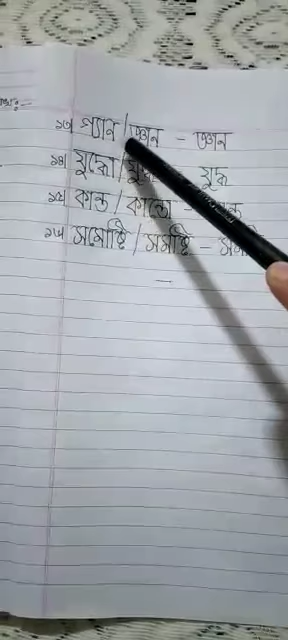 ১৩) গ্যান / জ্ঞান – জ্ঞান
১৪) যুদ্ধো / – যুদ্ধ
১৫) কান্ত / কান্তো –
১৬) সমোষ্টি / সমষ্টি –